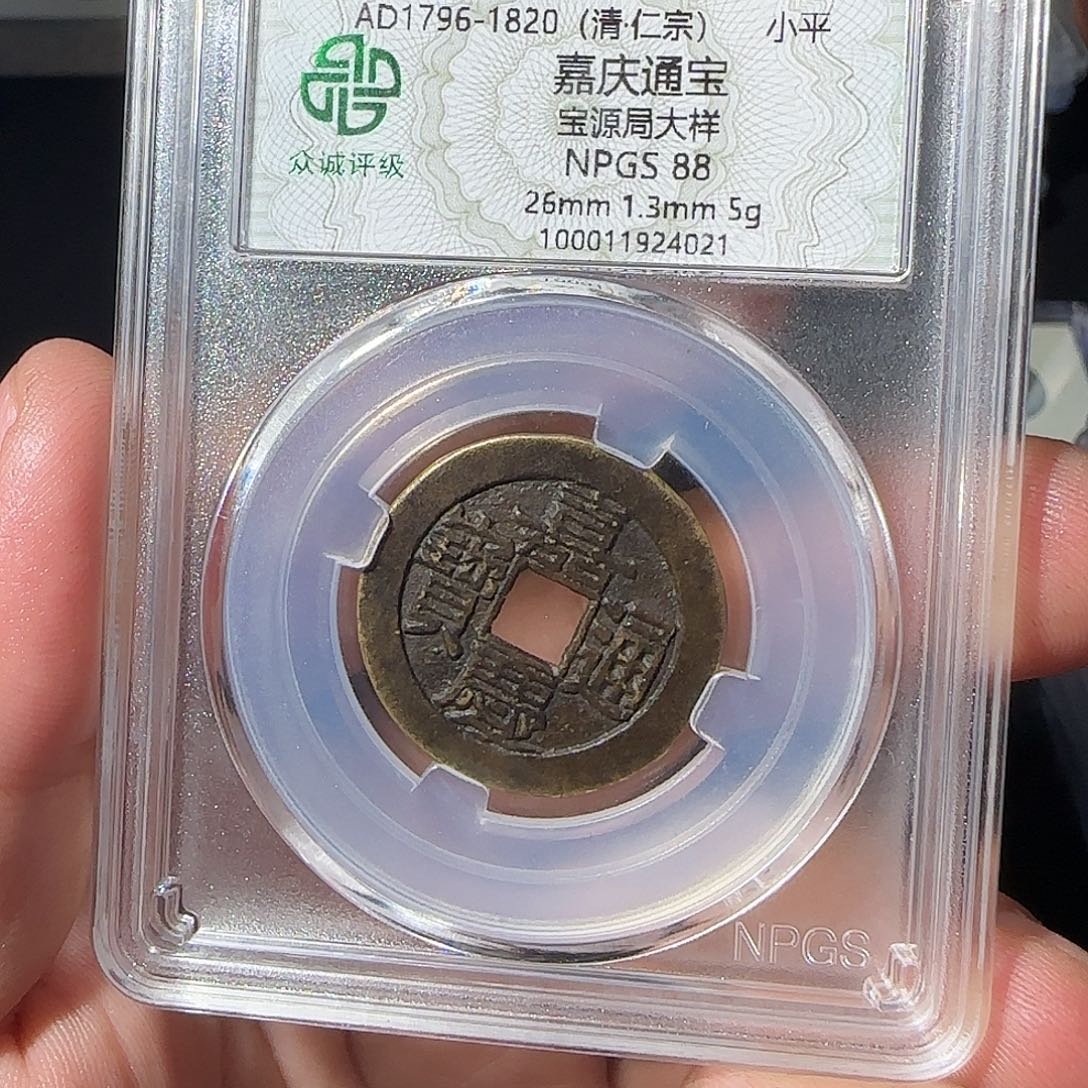 AD1796-1820 (清·仁宗) 小平
嘉庆通宝
宝源局大样
NPGS 88
26mm 1.3mm 5g
100011924021
众诚评级
嘉慶通寶
NPGS